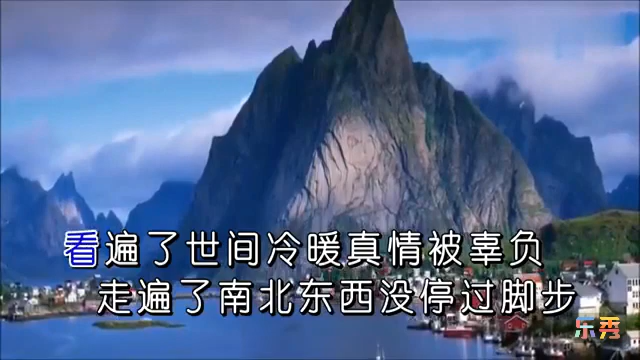 看遍了世间冷暖真情被辜负
走遍了南北东西没停过脚步
乐秀